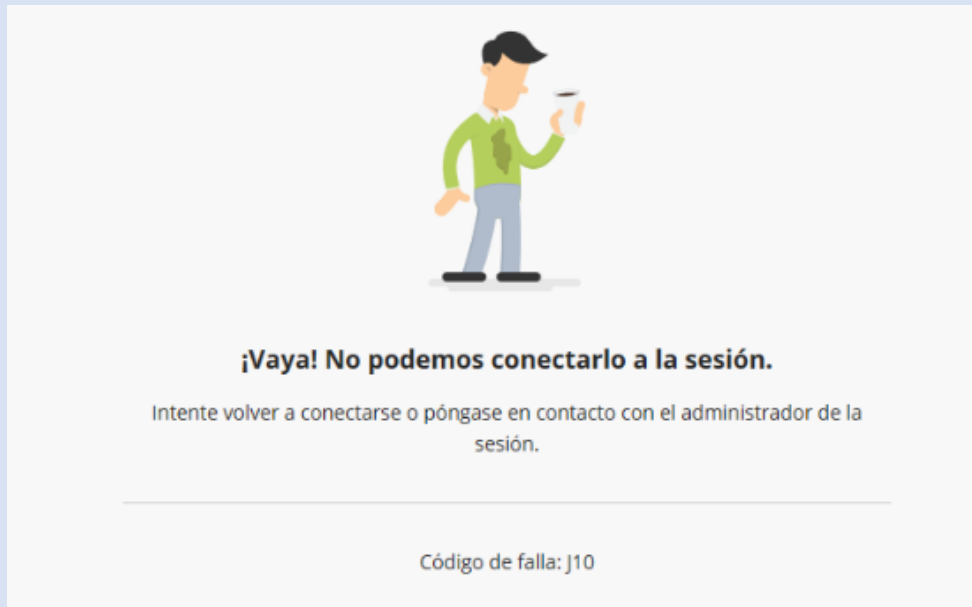 ¡Vaya! No podemos conectarlo a la sesión.
Intente volver a conectarse o póngase en contacto con el administrador de la
sesión.
Código de falla: J10